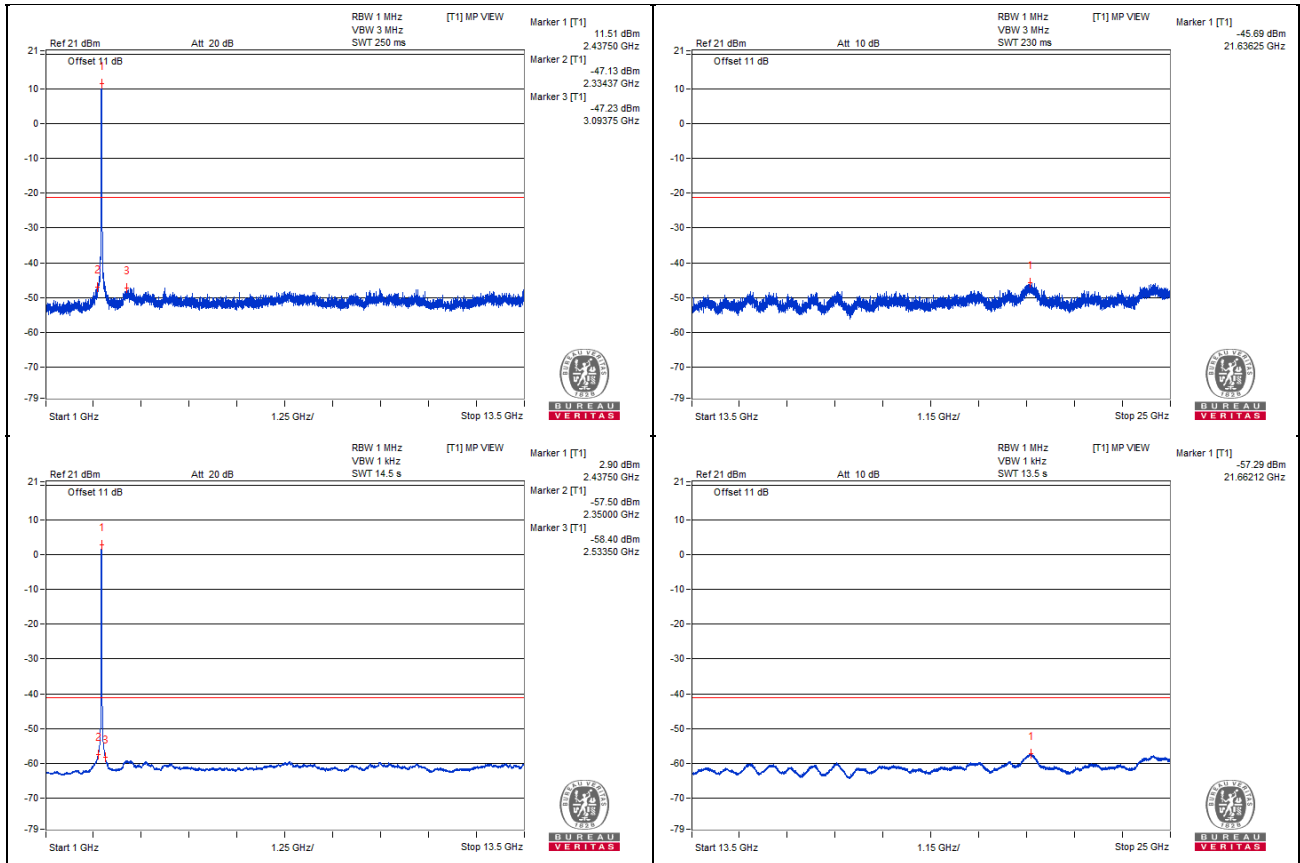 RBW 1 MHz [T1] MP VIEW
VBW 3 MHz
Ref 21 dBm Att 20 dB SWT 250 ms
Marker 1 [T1]
11.51 dBm
2.43750 GHz
Marker 2 [T1]
-47.13 dBm
2.33437 GHz
Marker 3 [T1]
-47.23 dBm
3.09375 GHz
21
Offset 11 dB
1
10
0
-10
-20
-30
-40
2 3
-50
-60
-70
-79
Start 1 GHz 1.25 GHz/ Stop 13.5 GHz
BUREAU VERITAS
1828
BUREAU
VERITAS
RBW 1 MHz [T1] MP VIEW
VBW 3 MHz
Ref 21 dBm Att 10 dB SWT 230 ms
Marker 1 [T1]
-45.69 dBm
21.63625 GHz
21
Offset 11 dB
10
0
-10
-20
-30
-40
1
-50
-60
-70
-79
Start 13.5 GHz 1.15 GHz/ Stop 25 GHz
BUREAU VERITAS
1828
BUREAU
VERITAS
RBW 1 MHz [T1] MP VIEW
VBW 1 kHz
Ref 21 dBm Att 20 dB SWT 14.5 s
Marker 1 [T1]
2.90 dBm
2.43750 GHz
Marker 2 [T1]
-57.50 dBm
2.35000 GHz
Marker 3 [T1]
-58.40 dBm
2.53350 GHz
21
Offset 11 dB
10
1
0
-10
-20
-30
-40
-50
2 3
-60
-70
-79
Start 1 GHz 1.25 GHz/ Stop 13.5 GHz
BUREAU VERITAS
1828
BUREAU
VERITAS
RBW 1 MHz [T1] MP VIEW
VBW 1 kHz
Ref 21 dBm Att 10 dB SWT 13.5 s
Marker 1 [T1]
-57.29 dBm
21.66212 GHz
21
Offset 11 dB
10
0
-10
-20
-30
-40
-50
1
-60
-70
-79
Start 13.5 GHz 1.15 GHz/ Stop 25 GHz
BUREAU VERITAS
1828
BUREAU
VERITAS